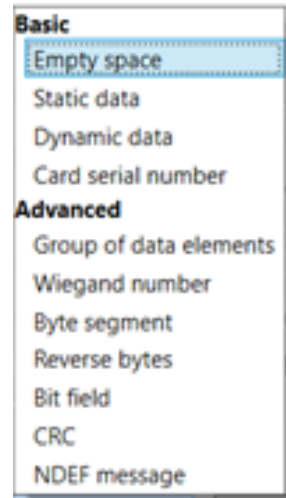 Basic
Empty space
Static data
Dynamic data
Card serial number
Advanced
Group of data elements
Wiegand number
Byte segment
Reverse bytes
Bit field
CRC
NDEF message